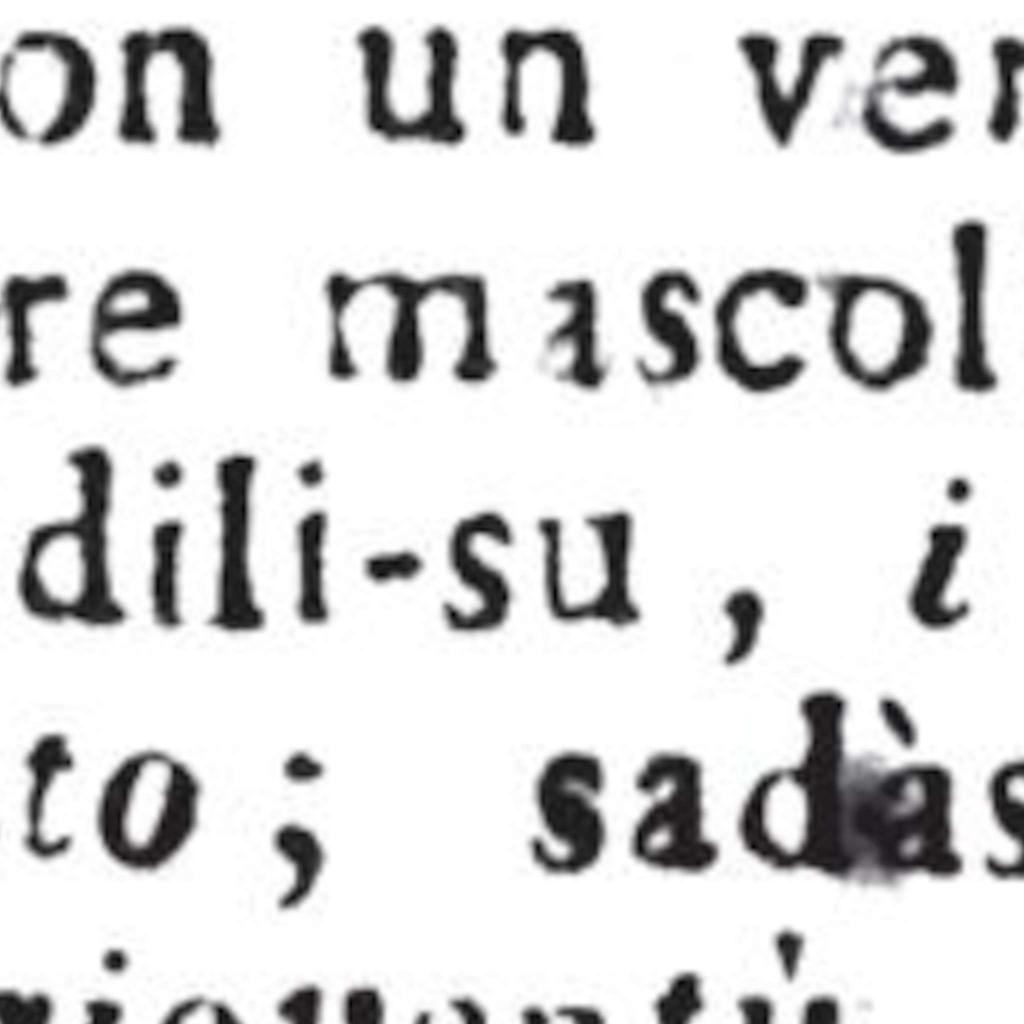 on un ver
re mascol
dili-su, i
to; sadàs